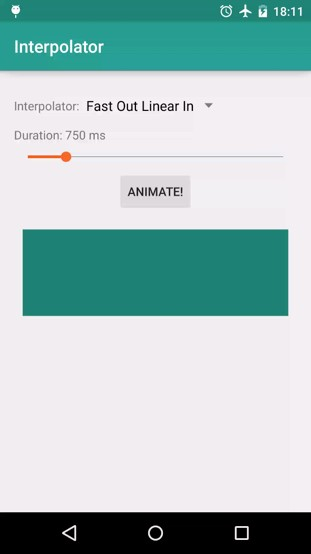 18:11
Interpolator
Interpolator: Fast Out Linear In
Duration: 750 ms
ANIMATE!